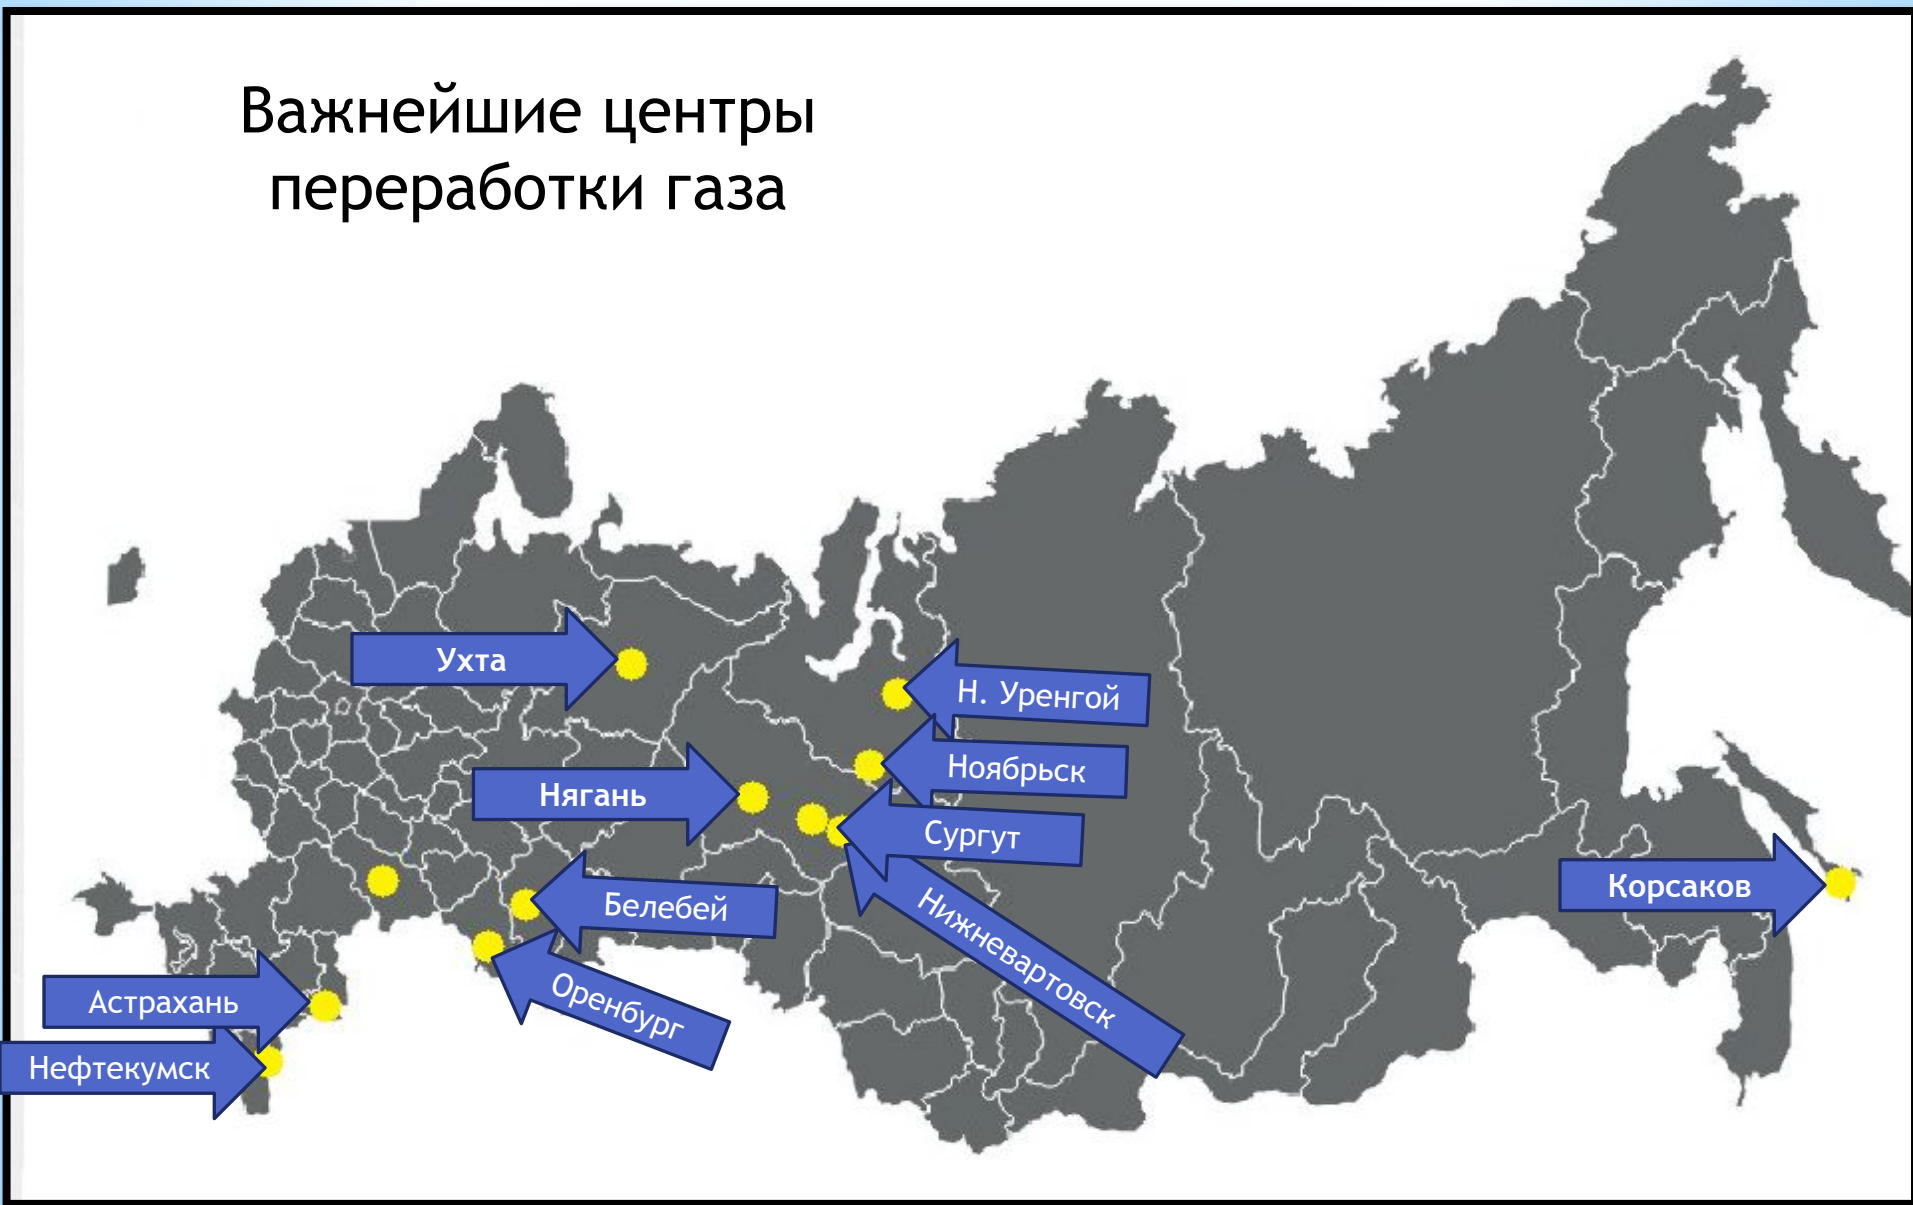 Важнейшие центры
переработки газа
Ухта
Н. Уренгой
Ноябрьск
Нягань
Сургут
Корсаков
Белебей
Нижневартовск
Астрахань
Оренбург
Нефтекумск